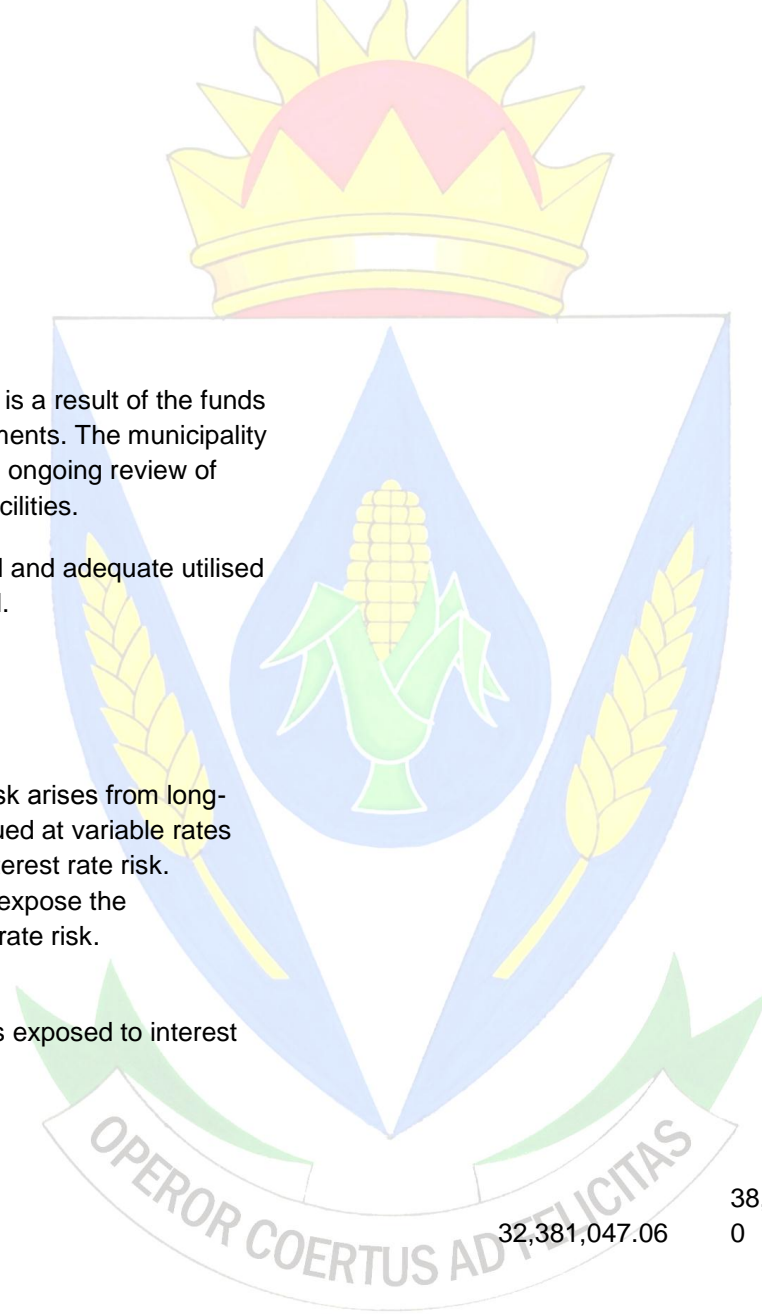 is a result of the funds
ments. The municipality
ongoing review of
cilities.
and adequate utilised
sk arises from long-
ued at variable rates
erest rate risk.
expose the
rate risk.
s exposed to interest
OPEROR COERTUS AD FELICITAS
38
32,381,047.06 0